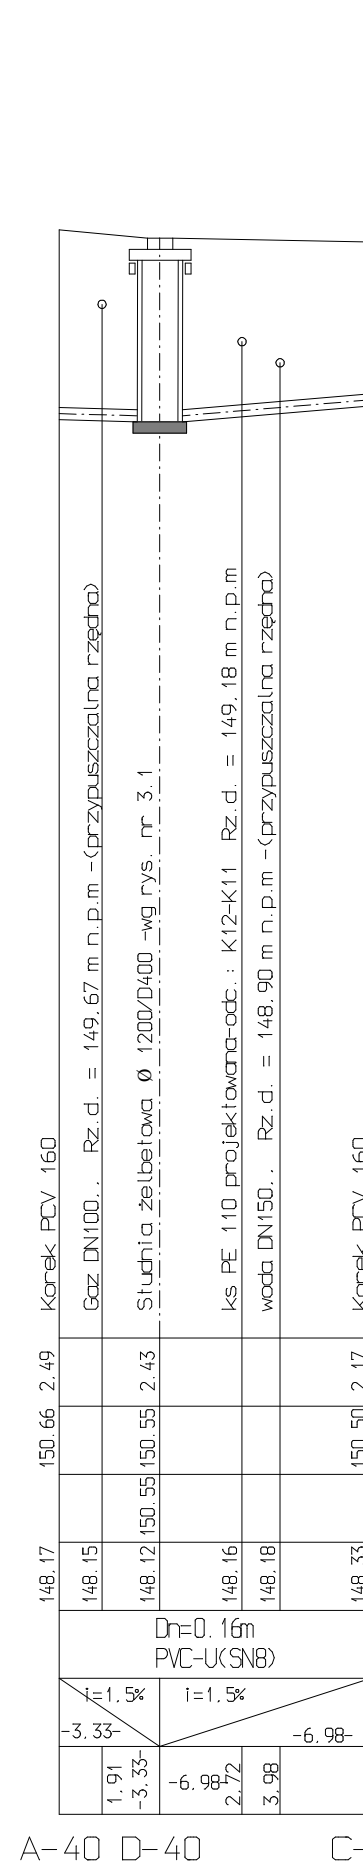 Korek PCV 160
Gaz DN100.. Rz.d. = 149.67 m n.p.m -(przypuszczalna rzędna)
Studnia żelbetowa Ø 1200/D400 -wg rys. nr 3.1
ks PE 110 projektowana-odc.: K12-K11 Rz.d. = 149.18 m n.p.m
woda DN150.. Rz.d. = 148.90 m n.p.m -(przypuszczalna rzędna)
Korek PCV 160
2.49 2.43 2.17
150.66 150.55 150.50
150.55
148.17 148.15 148.12 148.16 148.18 148.33
Dn=0.16m
PVC-U(SN8)
i=1.5% i=1.5%
-3.33- -6.98-
1.91 -3.33- -6.98- 2.72 3.98
A-40 D-40 C-